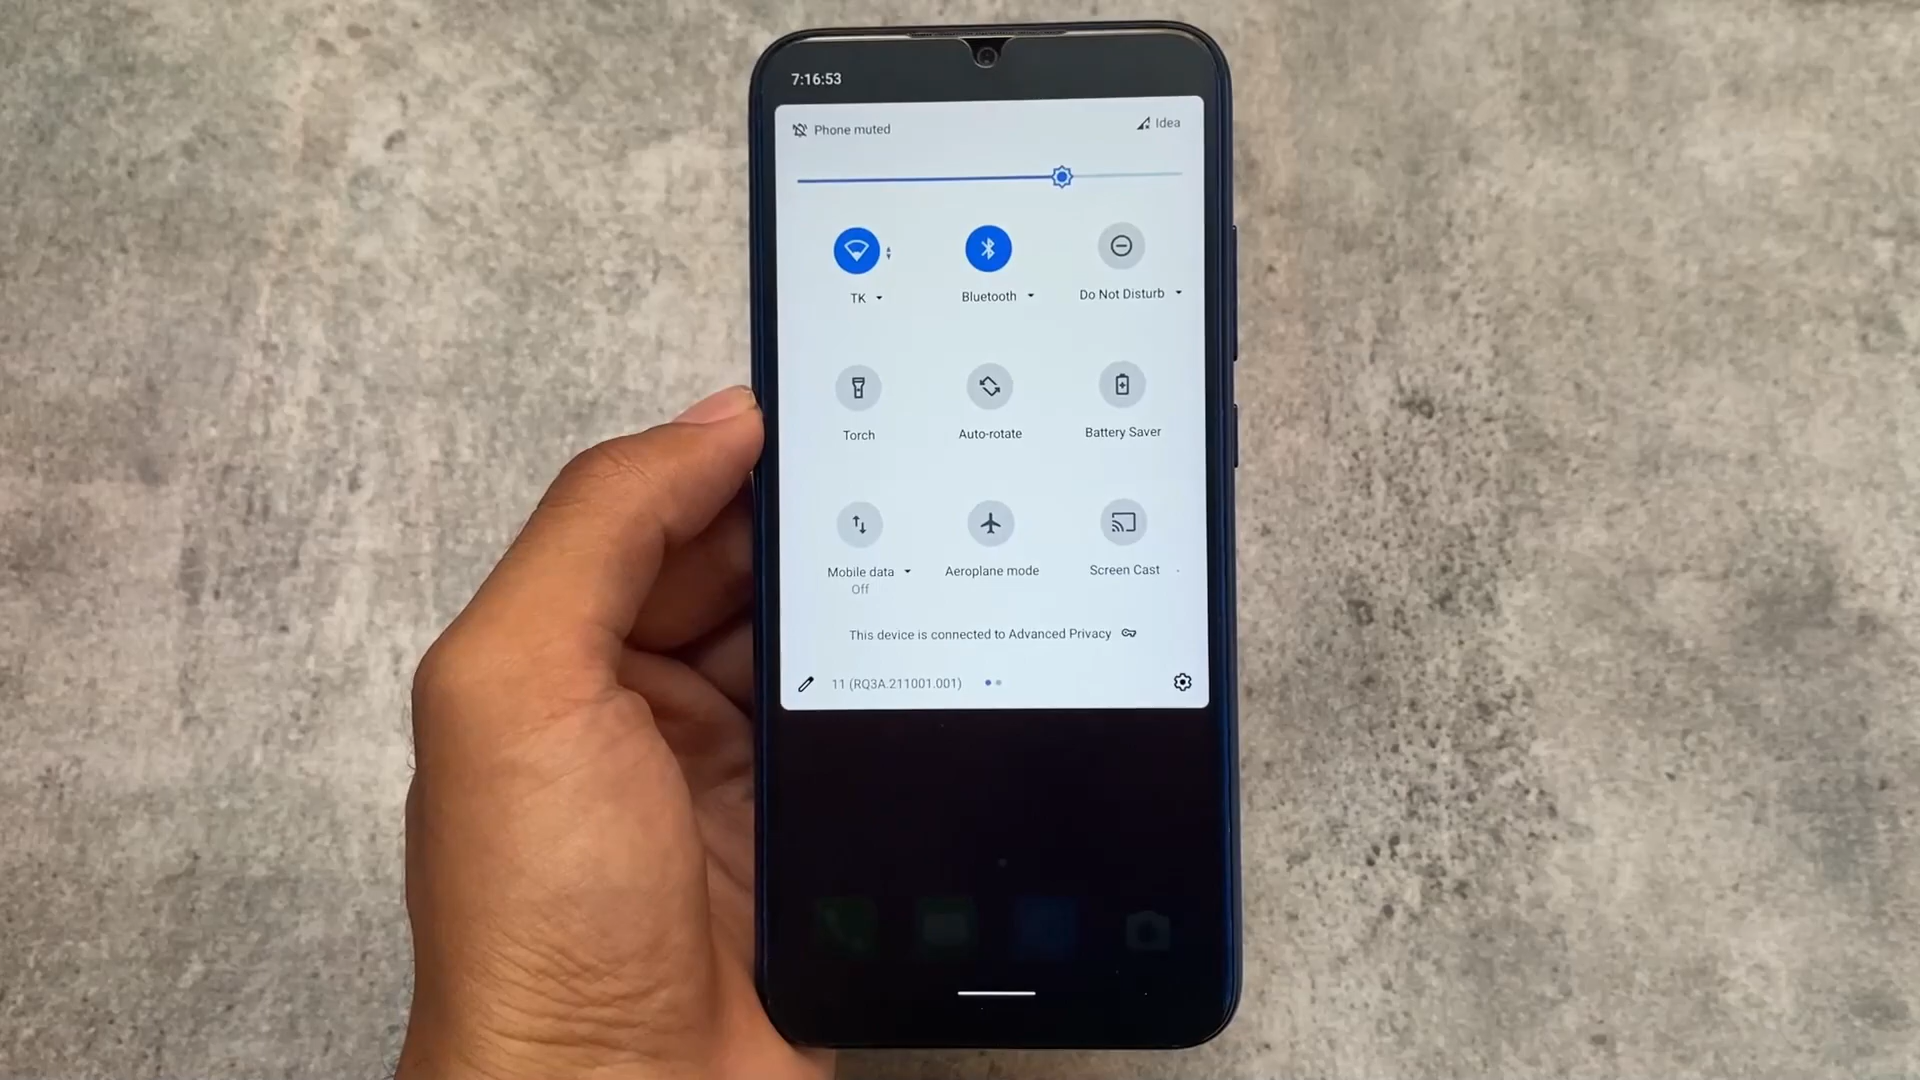 7:16:53
Phone muted
Idea
TK
Bluetooth
Do Not Disturb
Torch
Auto-rotate
Battery Saver
Mobile data
Off
Aeroplane mode
Screen Cast
This device is connected to Advanced Privacy
11 (RQ3A.211001.001)